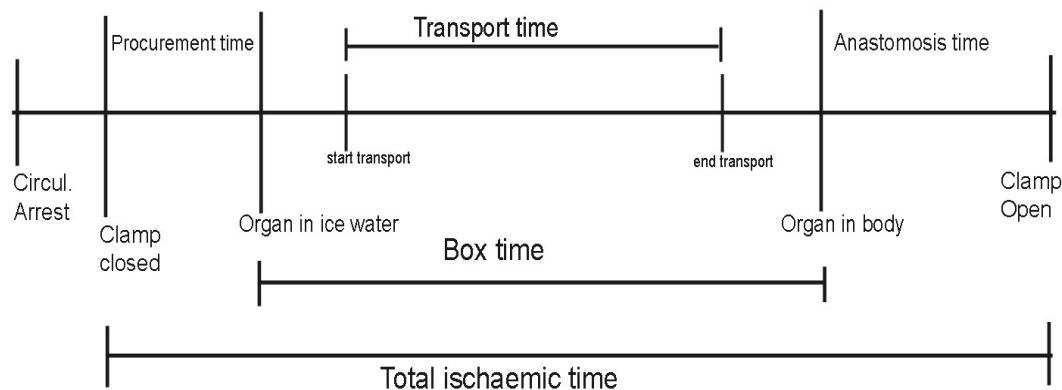 Transport time
Procurement time
Anastomosis time
start transport
end transport
Circul.
Arrest
Clamp
closed
Organ in ice water
Organ in body
Clamp
Open
Box time
Total ischaemic time